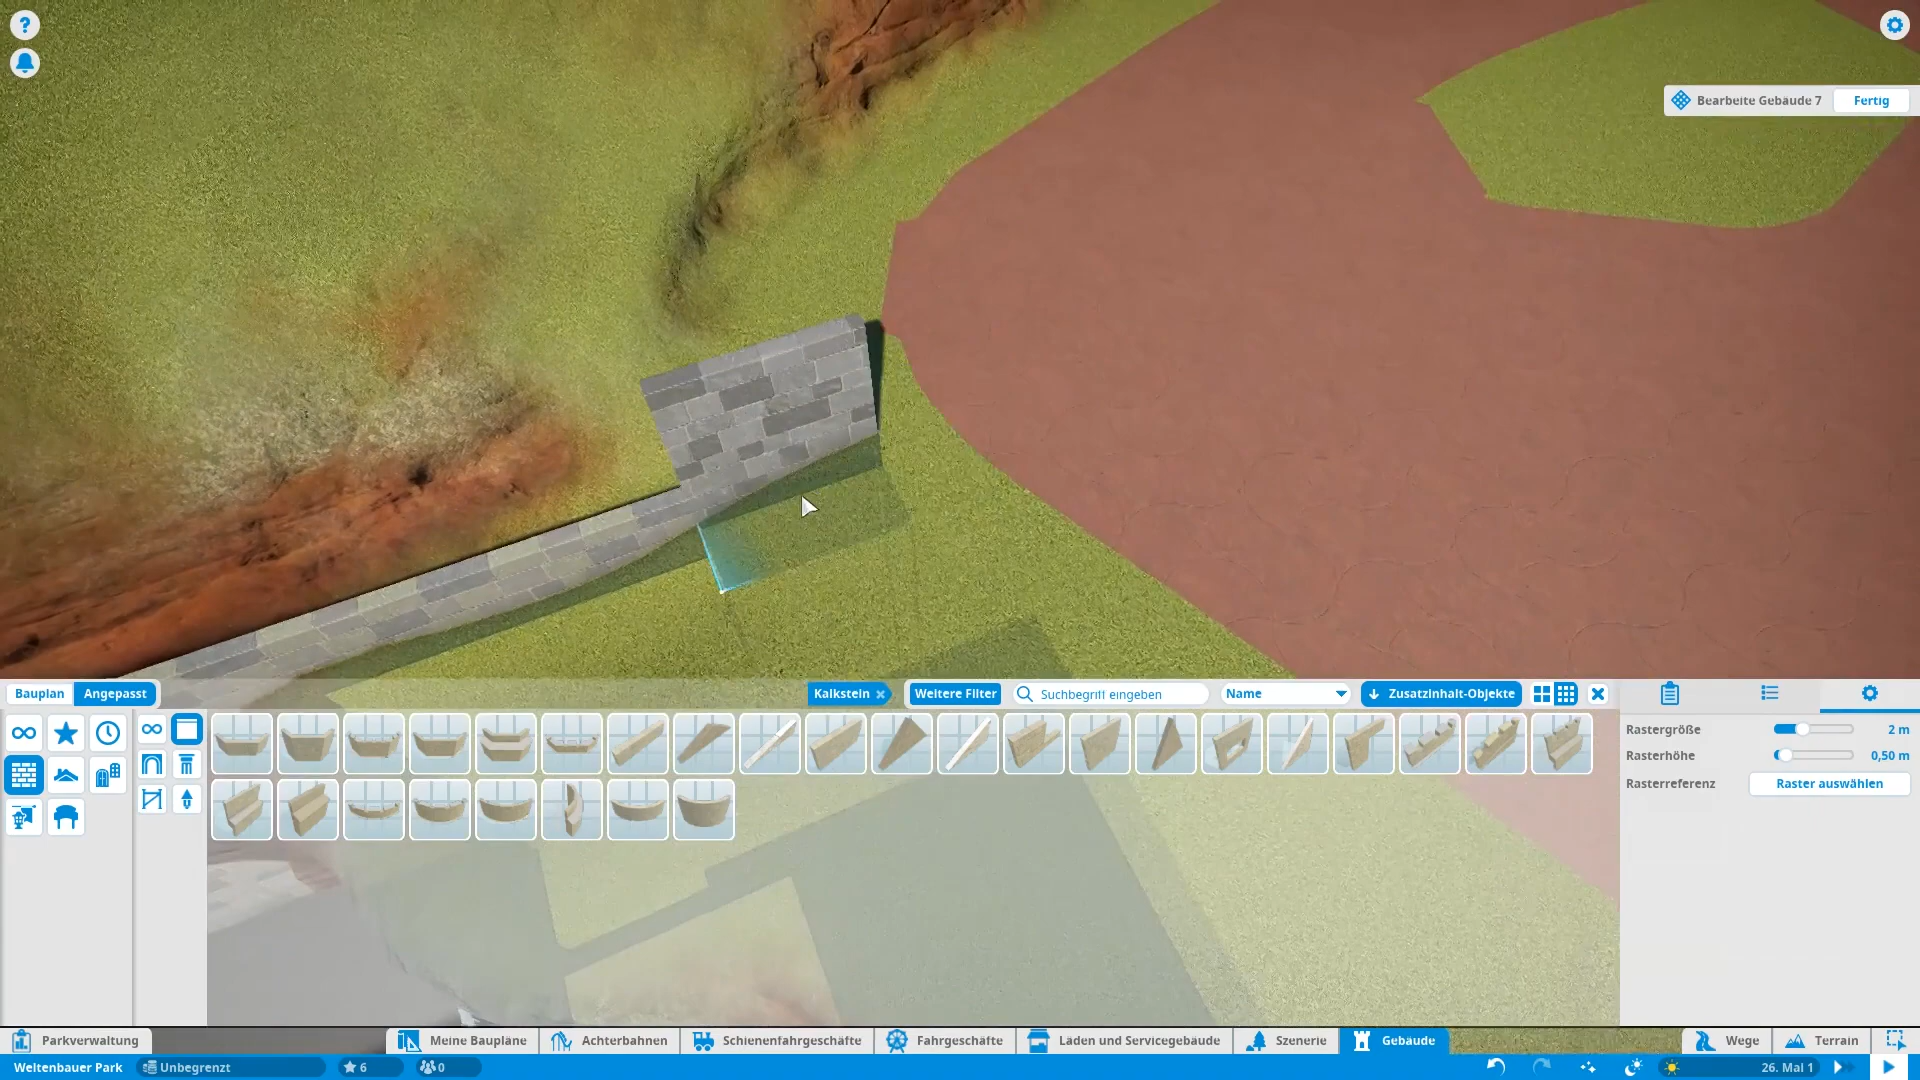 Bearbeite Gebäude 7
Fertig
Bauplan
Angepasst
Kalkstein
Weitere Filter
Suchbegriff eingeben
Name
Zusatzinhalt-Objekte
Rastergröße
2 m
Rasterhöhe
0,50 m
Rasterreferenz
Raster auswählen
Parkverwaltung
Meine Baupläne
Achterbahnen
Schienenfahrgeschäfte
Fahrgeschäfte
Läden und Servicegebäude
Szenerie
Gebäude
Wege
Terrain
Weltenbauer Park
Unbegrenzt
6
0
26. Mai 1